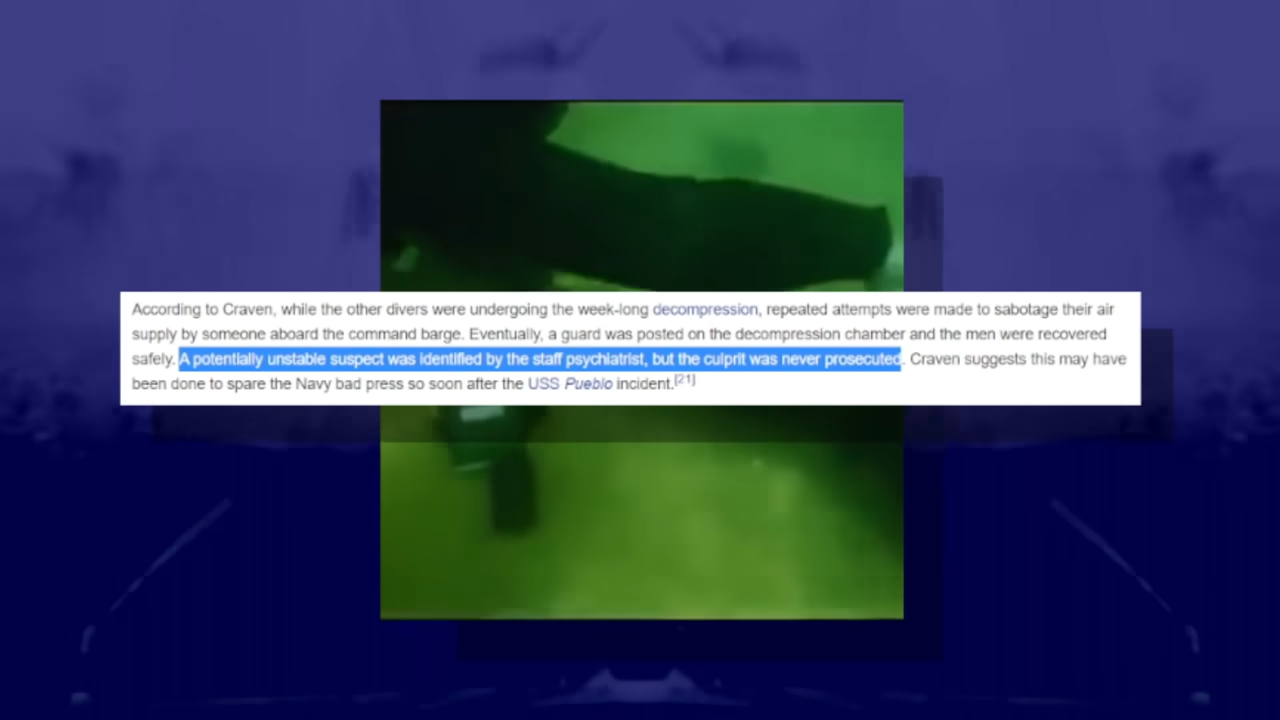 According to Craven, while the other divers were undergoing the week-long decompression, repeated attempts were made to sabotage their air
supply by someone aboard the command barge. Eventually, a guard was posted on the decompression chamber and the men were recovered
safely. A potentially unstable suspect was identified by the staff psychiatrist, but the culprit was never prosecuted. Craven suggests this may have
been done to spare the Navy bad press so soon after the USS Pueblo incident.[21]